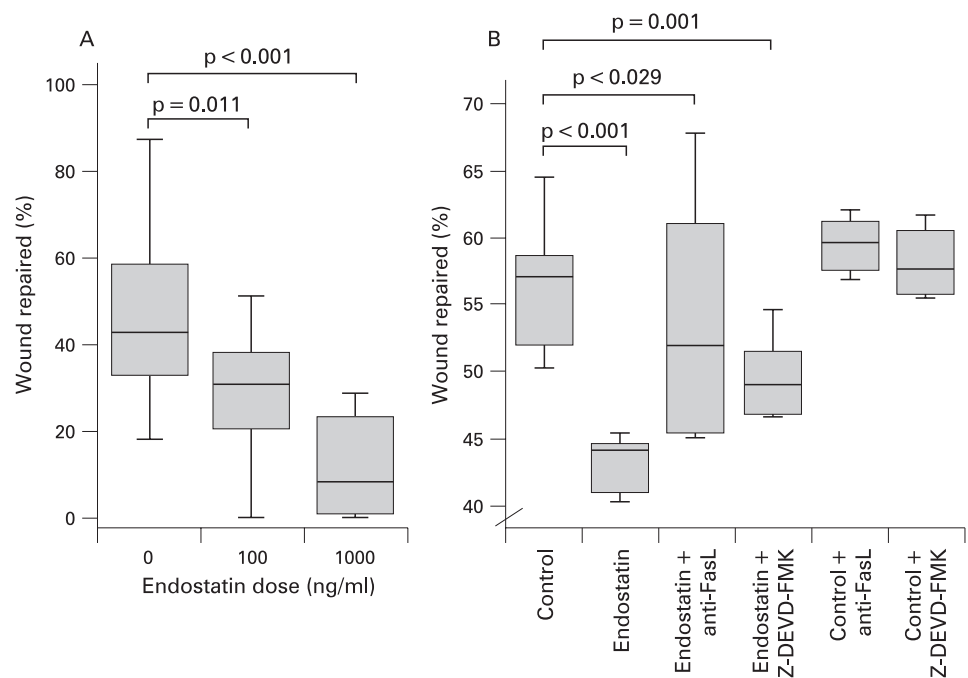 A
p < 0.001
p = 0.011
Wound repaired (%)
100
80
60
40
20
0
0 100 1000
Endostatin dose (ng/ml)
B
p = 0.001
p < 0.029
p < 0.001
Wound repaired (%)
70
65
60
55
50
45
40
Control
Endostatin
Endostatin +
anti-FasL
Endostatin +
Z-DEVD-FMK
Control +
anti-FasL
Control +
Z-DEVD-FMK